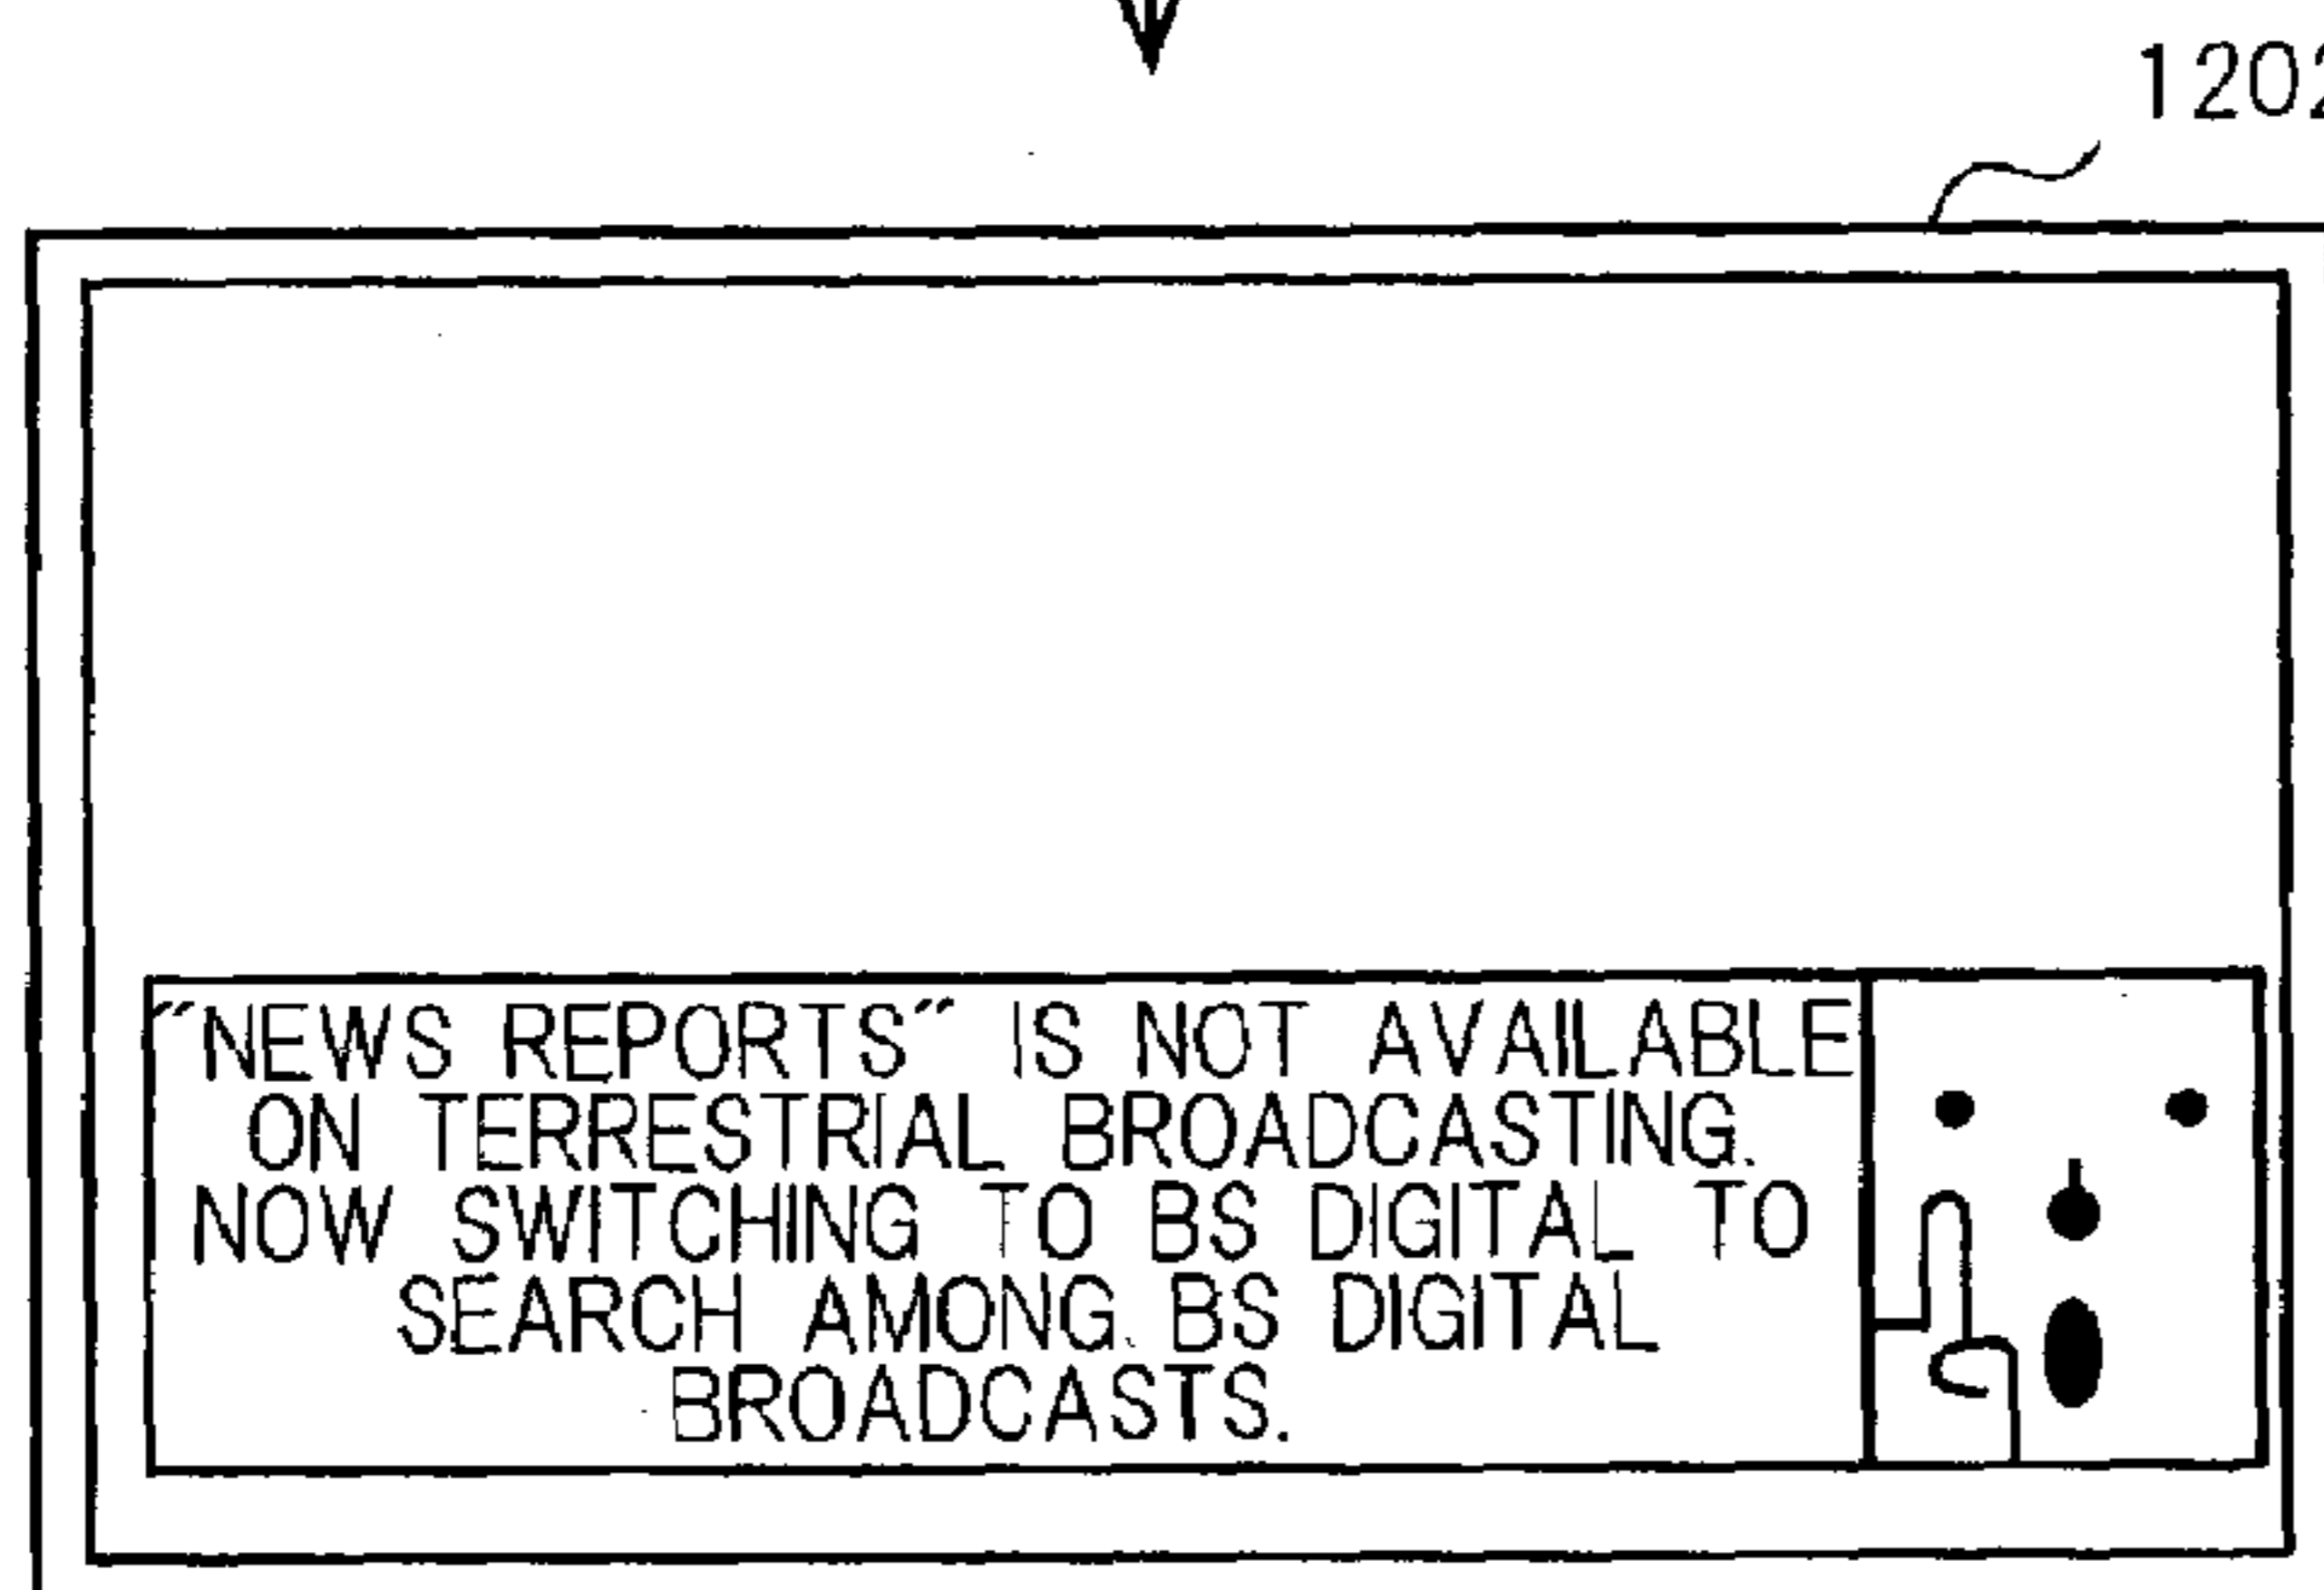 1202
"NEWS REPORTS" IS NOT AVAILABLE
ON TERRESTRIAL BROADCASTING.
NOW SWITCHING TO BS DIGITAL TO
SEARCH AMONG BS DIGITAL
BROADCASTS.